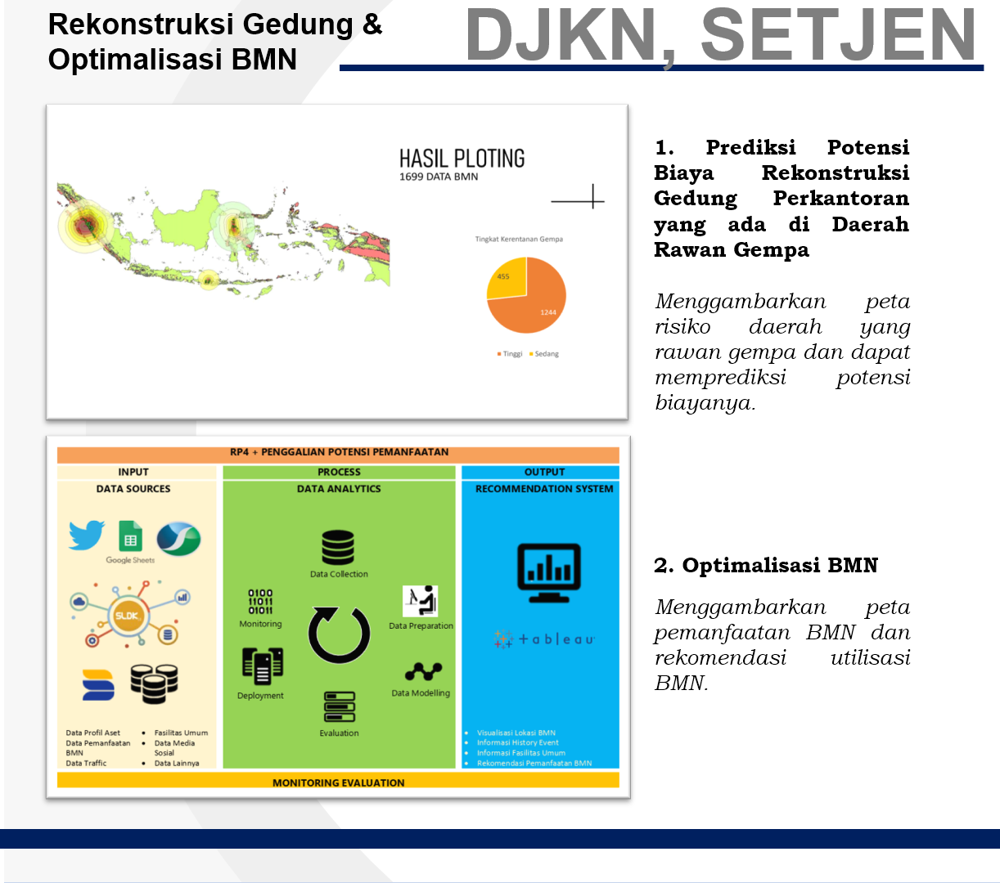 Rekonstruksi Gedung &
Optimalisasi BMN
DJKN, SETJEN
HASIL PLOTING
1699 DATA BMN
Tingkat Kerentanan Gempa
455
1244
Tinggi Sedang
1. Prediksi Potensi
Biaya Rekonstruksi
Gedung Perkantoran
yang ada di Daerah
Rawan Gempa
Menggambarkan peta
risiko daerah yang
rawan gempa dan dapat
memprediksi potensi
biayanya.
RP4 + PENGGALIAN POTENSI PEMANFAATAN
INPUT
DATA SOURCES
Google Sheets
SLDK
Data Profil Aset
Data Pemanfaatan
BMN
Data Traffic
• Fasilitas Umum
• Data Media
Sosial
• Data Lainnya
PROCESS
DATA ANALYTICS
Data Collection
0100
11011
01011
Monitoring
Data Preparation
Deployment
Data Modelling
Evaluation
OUTPUT
RECOMMENDATION SYSTEM
+ableau
• Visualisasi Lokasi BMN
• Informasi History Event
• Informasi Fasilitas Umum
• Rekomendasi Pemanfaatan BMN
MONITORING EVALUATION
2. Optimalisasi BMN
Menggambarkan peta
pemanfaatan BMN dan
rekomendasi utilisasi
BMN.